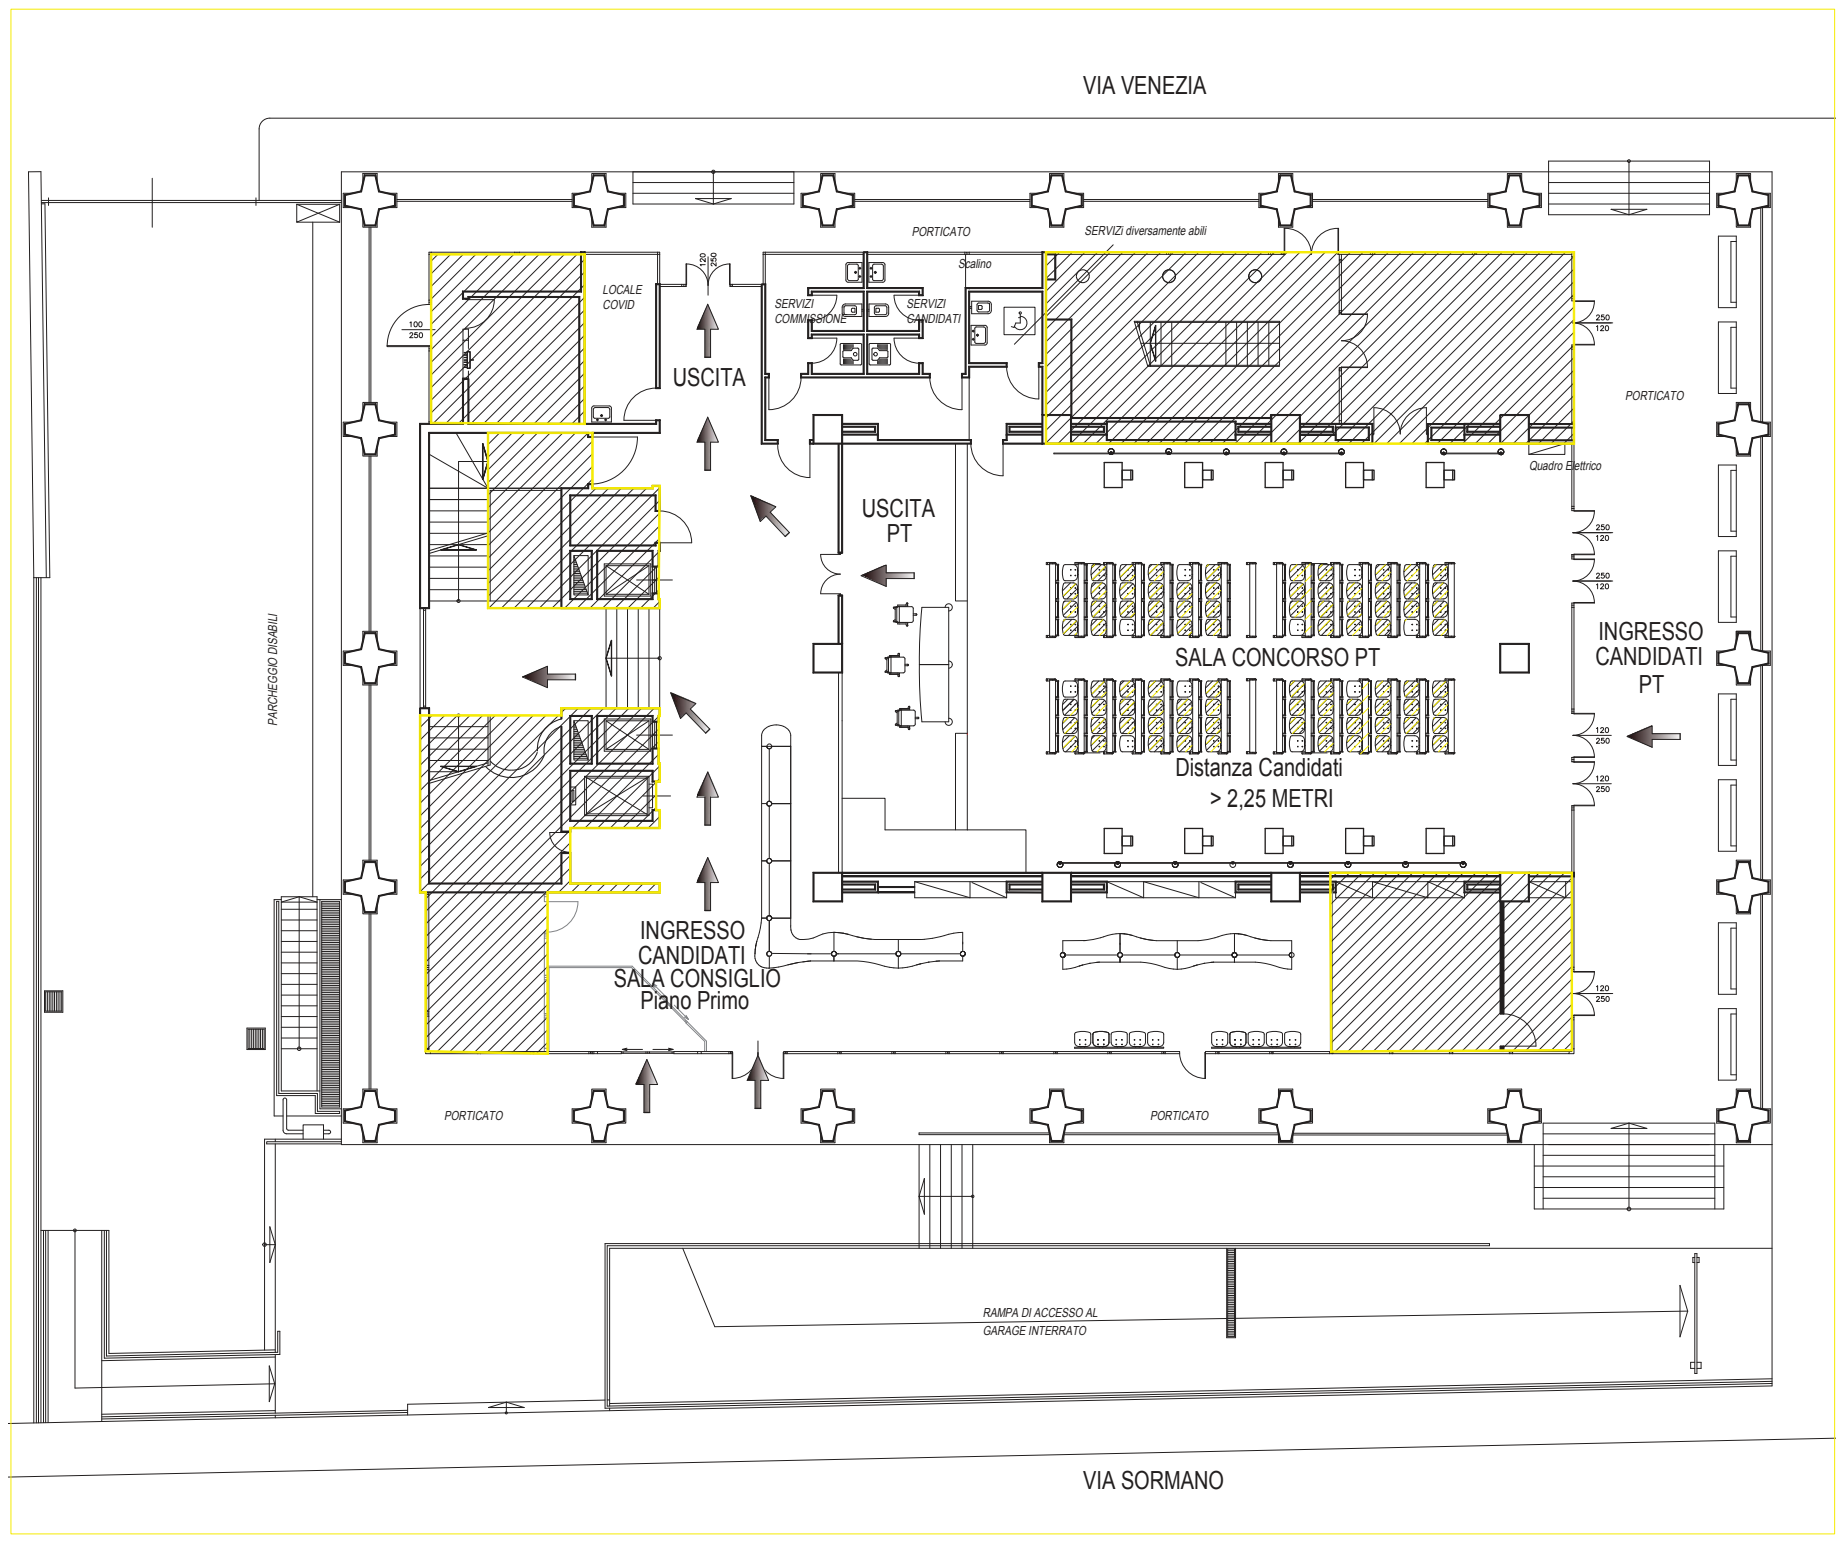 VIA VENEZIA
PORTICATO
SERVIZi diversamente abili
Scalino
120
250
LOCALE
COVID
SERVIZI
COMMISSIONE
SERVIZI
CANDIDATI
100
250
250
120
USCITA
PORTICATO
Quadro Elettrico
USCITA
PT
250
120
250
120
PARCHEGGIO DISABILI
SALA CONCORSO PT
INGRESSO
CANDIDATI
PT
120
250
Distanza Candidati
> 2,25 METRI
120
250
INGRESSO
CANDIDATI
SALA CONSIGLIO
Piano Primo
120
250
PORTICATO
PORTICATO
RAMPA DI ACCESSO AL
GARAGE INTERRATO
VIA SORMANO